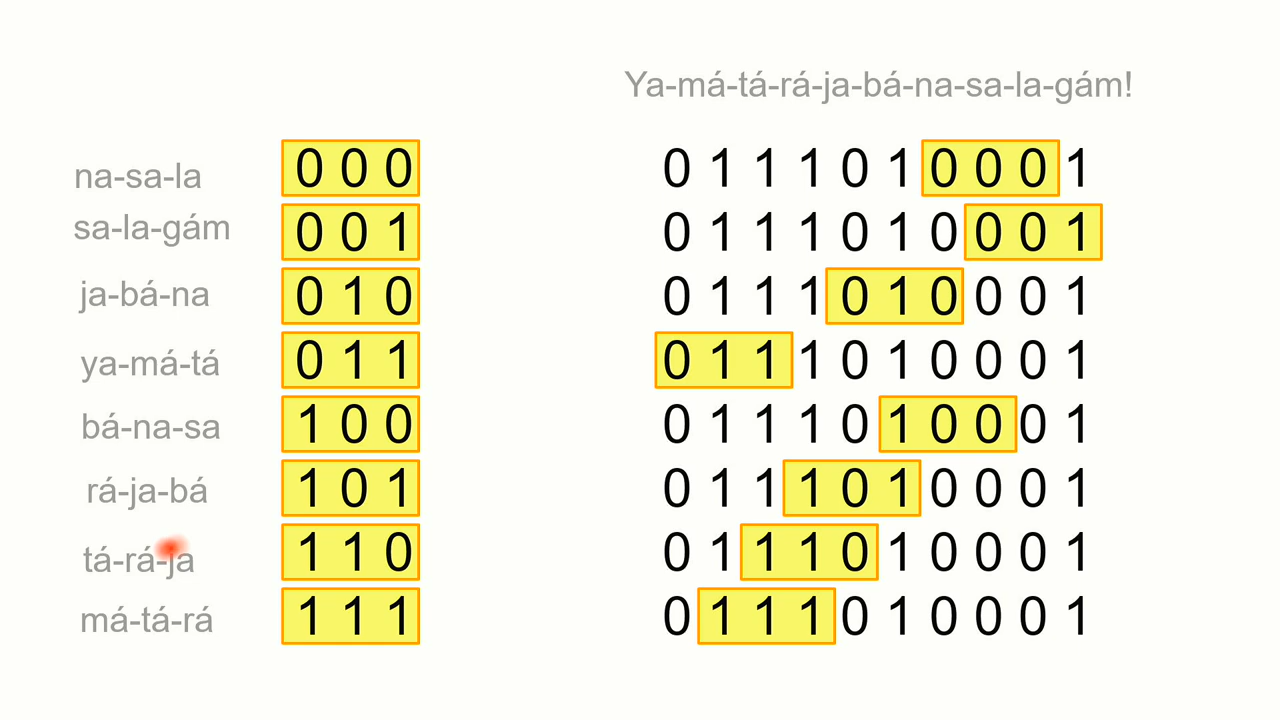 Ya-má-tá-rá-ja-bá-na-sa-la-gám!
na-sa-la 0 0 0 0 1 1 1 0 1 0 0 0 1
sa-la-gám 0 0 1 0 1 1 1 0 1 0 0 0 1
ja-bá-na 0 1 0 0 1 1 1 0 1 0 0 0 1
ya-má-tá 0 1 1 0 1 1 1 0 1 0 0 0 1
bá-na-sa 1 0 0 0 1 1 1 0 1 0 0 0 1
rá-ja-bá 1 0 1 0 1 1 1 0 1 0 0 0 1
tá-rá-ja 1 1 0 0 1 1 1 0 1 0 0 0 1
má-tá-rá 1 1 1 0 1 1 1 0 1 0 0 0 1